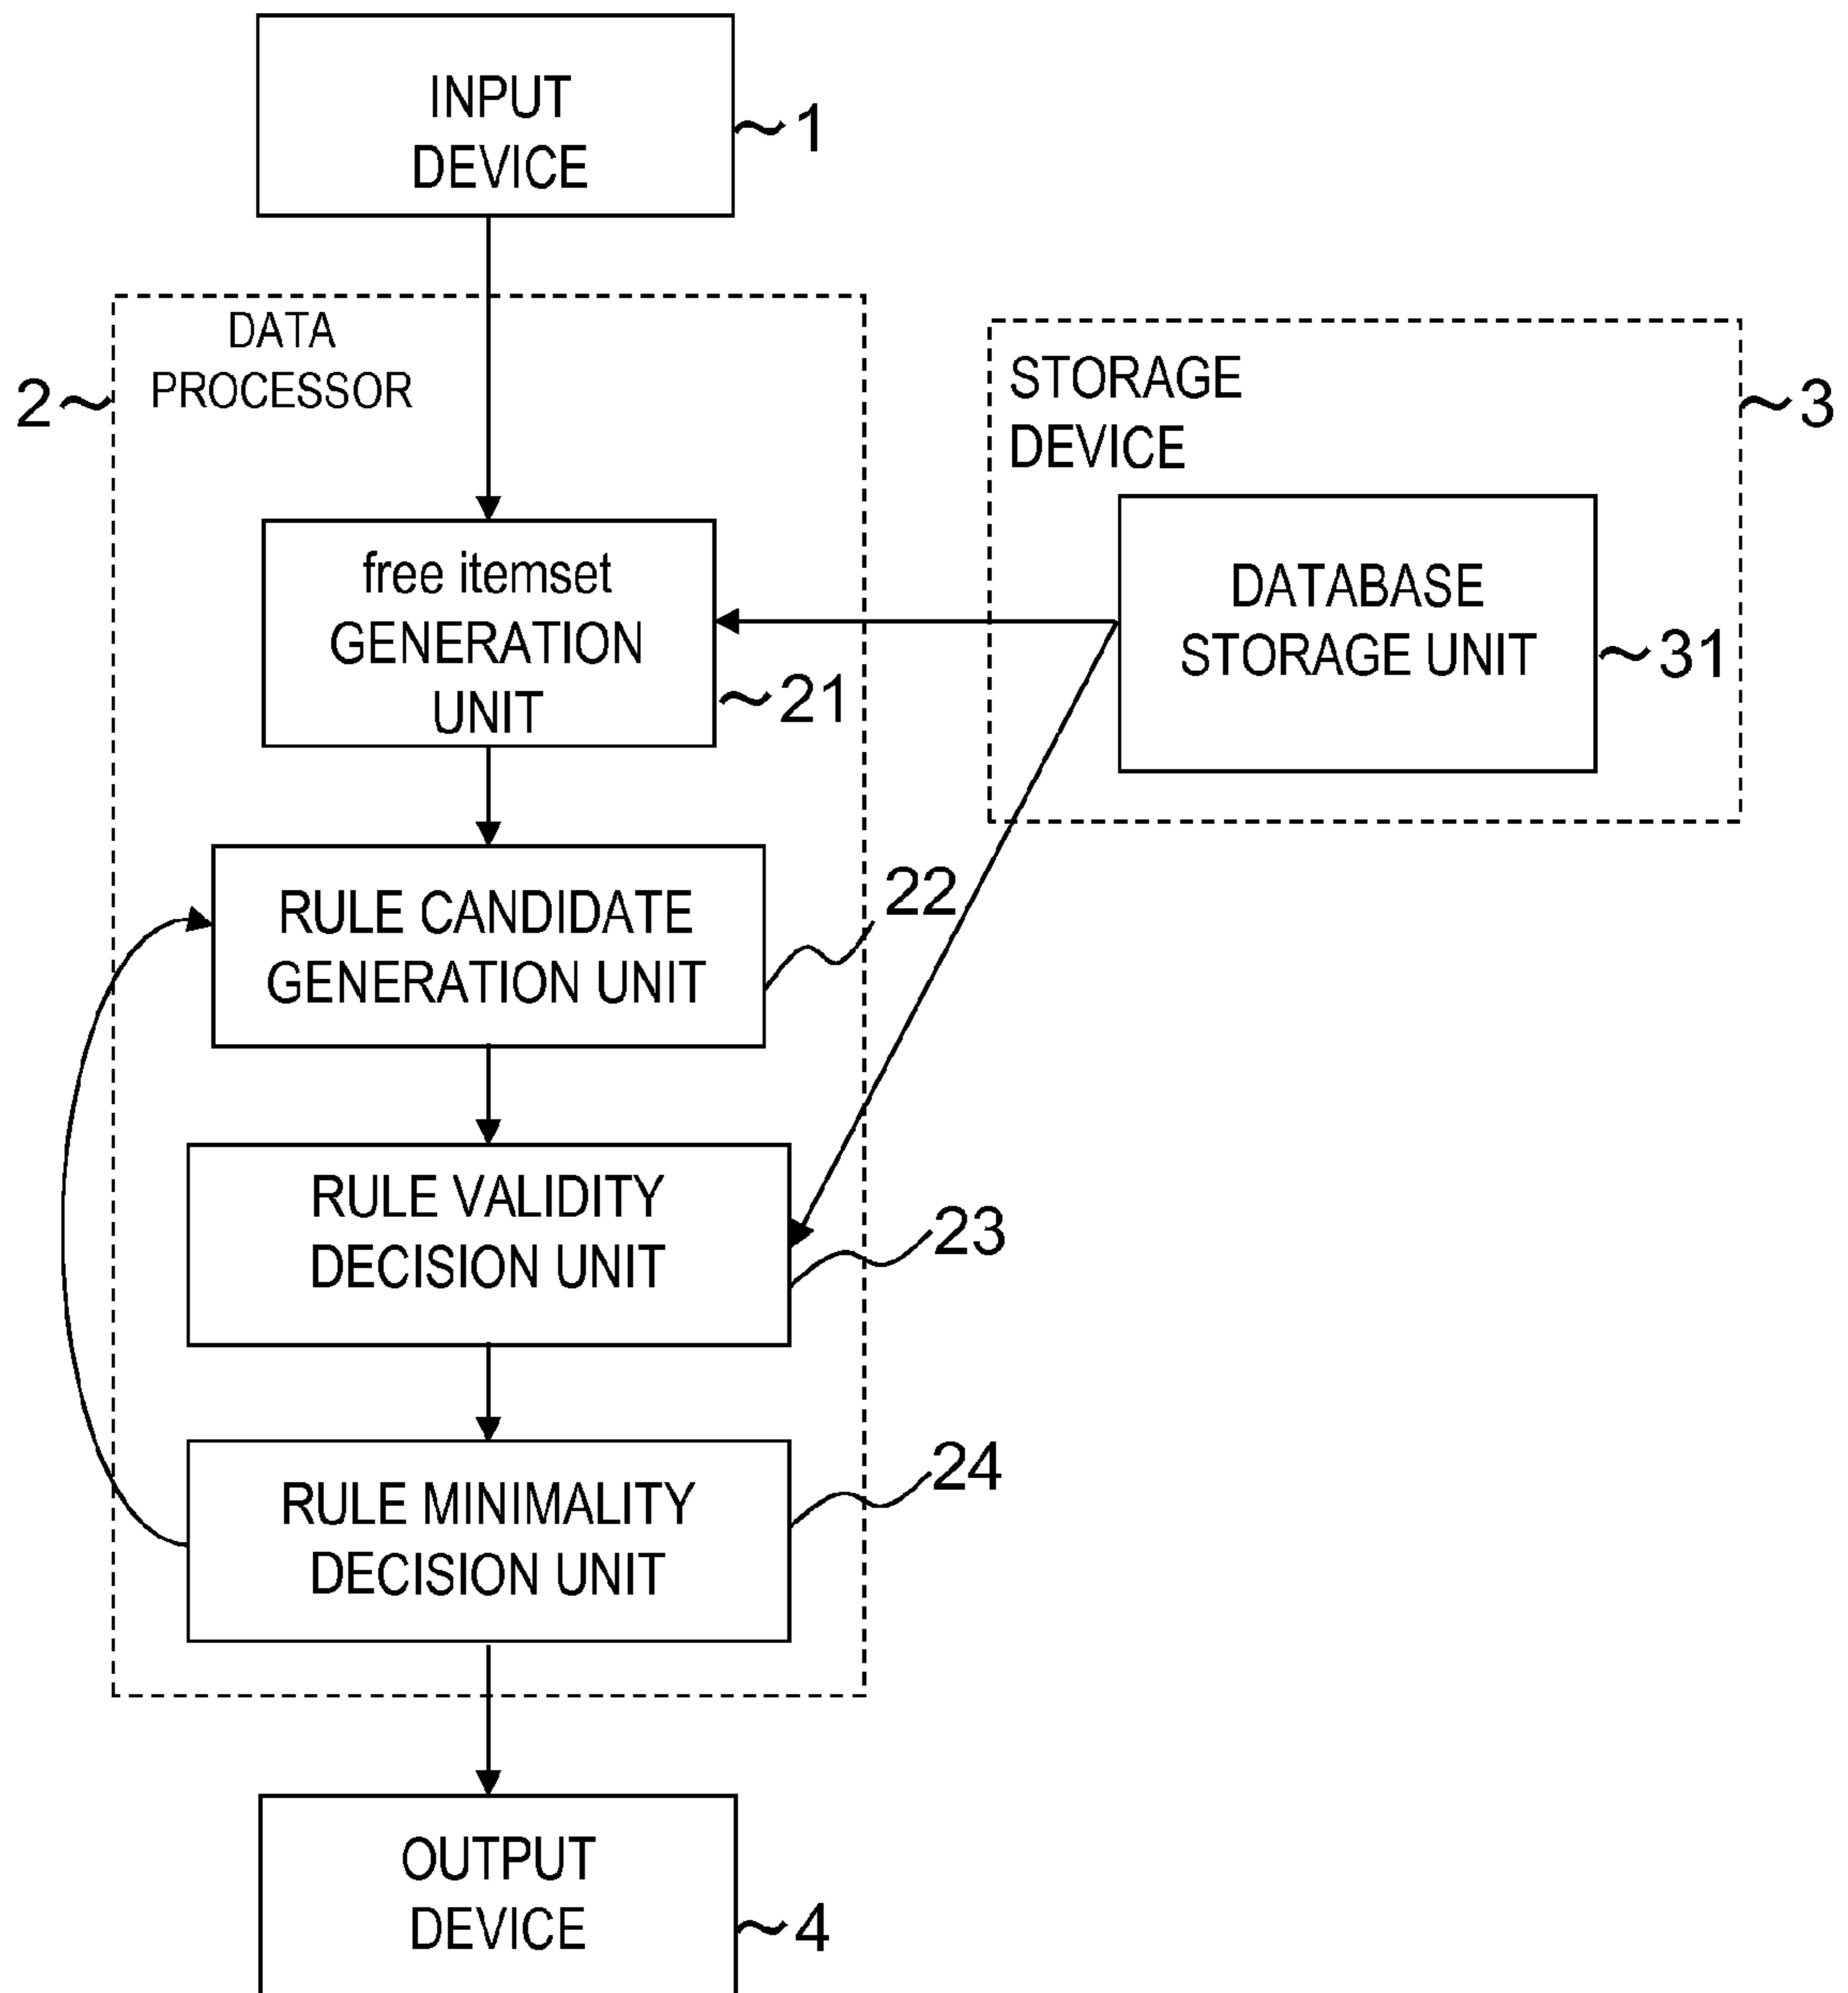 INPUT
DEVICE
~1
DATA
PROCESSOR
2~
STORAGE
DEVICE
~3
free itemset
GENERATION
UNIT
~21
DATABASE
STORAGE UNIT
~31
RULE CANDIDATE
GENERATION UNIT
22
RULE VALIDITY
DECISION UNIT
23
RULE MINIMALITY
DECISION UNIT
24
OUTPUT
DEVICE
~4